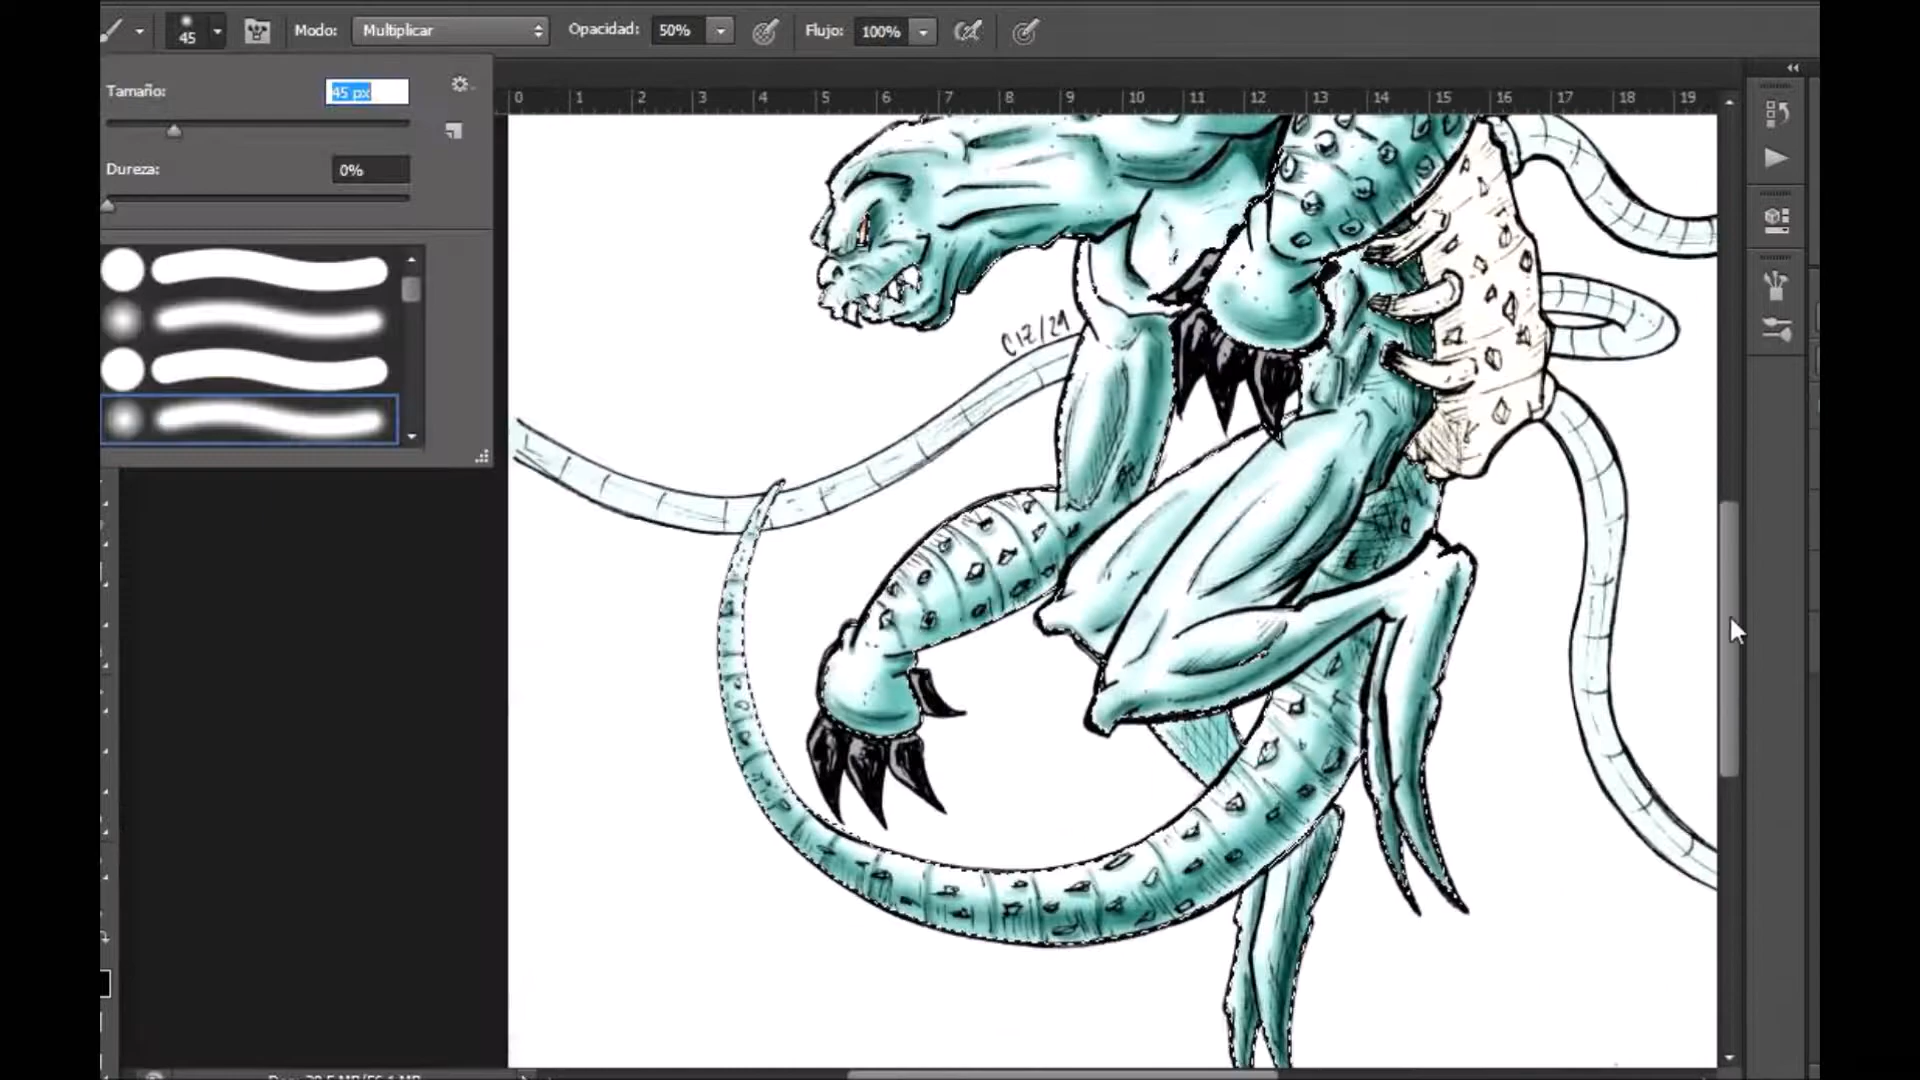 45 Modo: Multiplicar Opacidad: 50% Flujo: 100%
Tamaño: 45 px
Dureza: 0%
0 1 2 3 4 5 6 7 8 9 10 11 12 13 14 15 16 17 18 19